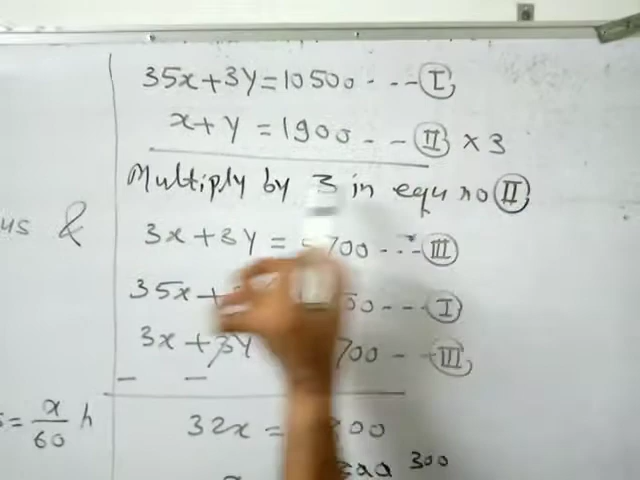 35x+3y=10500---Ⅰ
x+y=1900--Ⅱ×3
Multiply by 3 in equ no Ⅱ
us &
3x+3y= 700---Ⅲ
35x+ 0---Ⅰ
3x+3y 700--Ⅲ
- -
=x/60 h
32x= 00
300